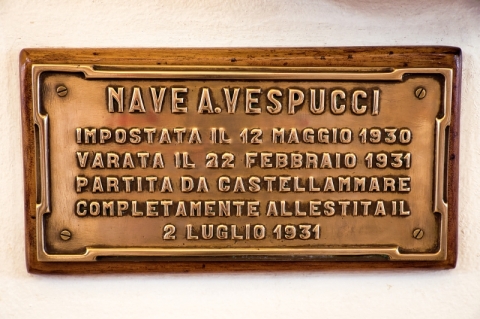 NAVE A. VESPUCCI
IMPOSTATA IL 12 MAGGIO 1930
VARATA IL 22 FEBBRAIO 1931
PARTITA DA CASTELLAMMARE
COMPLETAMENTE ALLESTITA IL
2 LUGLIO 1931